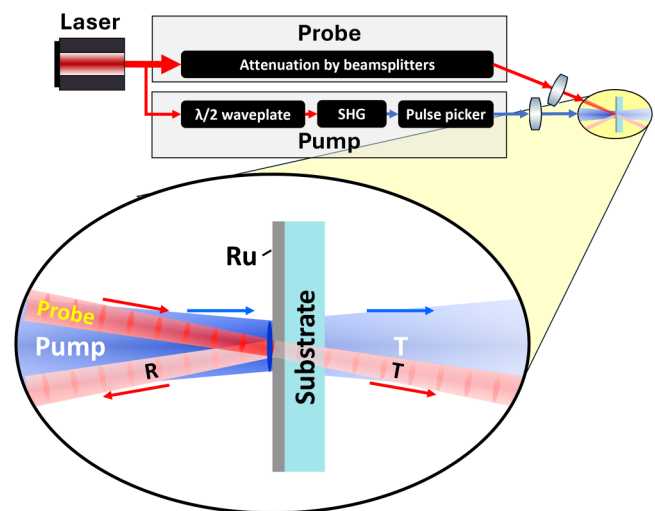 Laser
Probe
Attenuation by beamsplitters
λ/2 waveplate
SHG
Pulse picker
Pump
Ru
Substrate
Probe
Pump
R
T
T